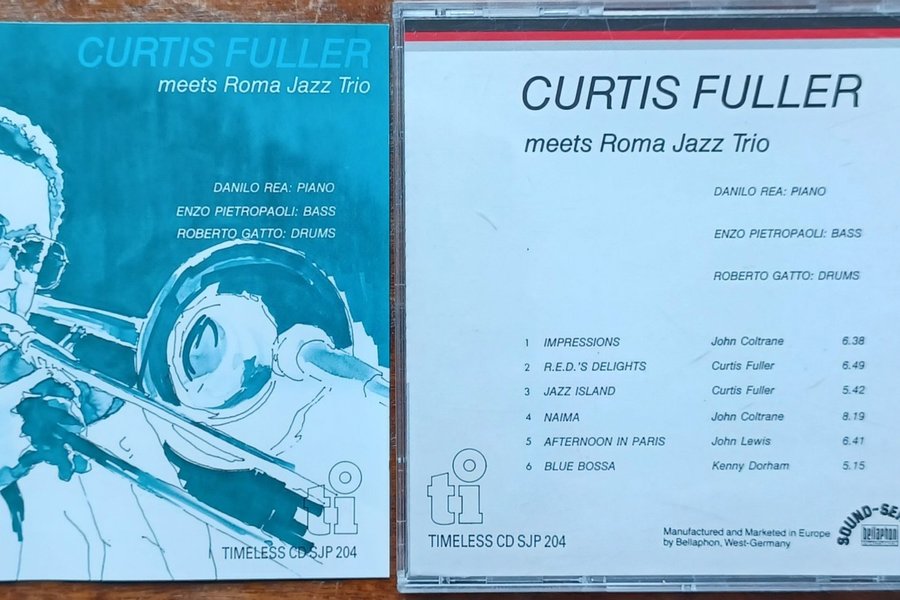 CURTIS FULLER
meets Roma Jazz Trio
DANILO REA: PIANO
ENZO PIETROPAOLI: BASS
ROBERTO GATTO: DRUMS
ti
TIMELESS CD SJP 204
CURTIS FULLER
meets Roma Jazz Trio
DANILO REA: PIANO
ENZO PIETROPAOLI: BASS
ROBERTO GATTO: DRUMS
1 IMPRESSIONS John Coltrane 6.38
2 R.E.D.'S DELIGHTS Curtis Fuller 6.49
3 JAZZ ISLAND Curtis Fuller 5.42
4 NAIMA John Coltrane 8.19
5 AFTERNOON IN PARIS John Lewis 6.41
6 BLUE BOSSA Kenny Dorham 5.15
ti
TIMELESS CD SJP 204
Manufactured and Marketed in Europe
by Bellaphon, West-Germany
SOUND-SE
bellaphon